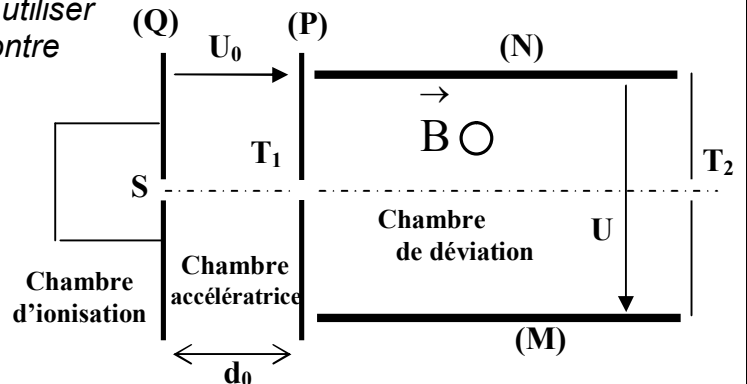 utiliser
ontre
(Q)
(P)
U₀
(N)
B
T₁
T₂
S
U
Chambre
de déviation
Chambre
d'ionisation
Chambre
accélératrice
(M)
d₀